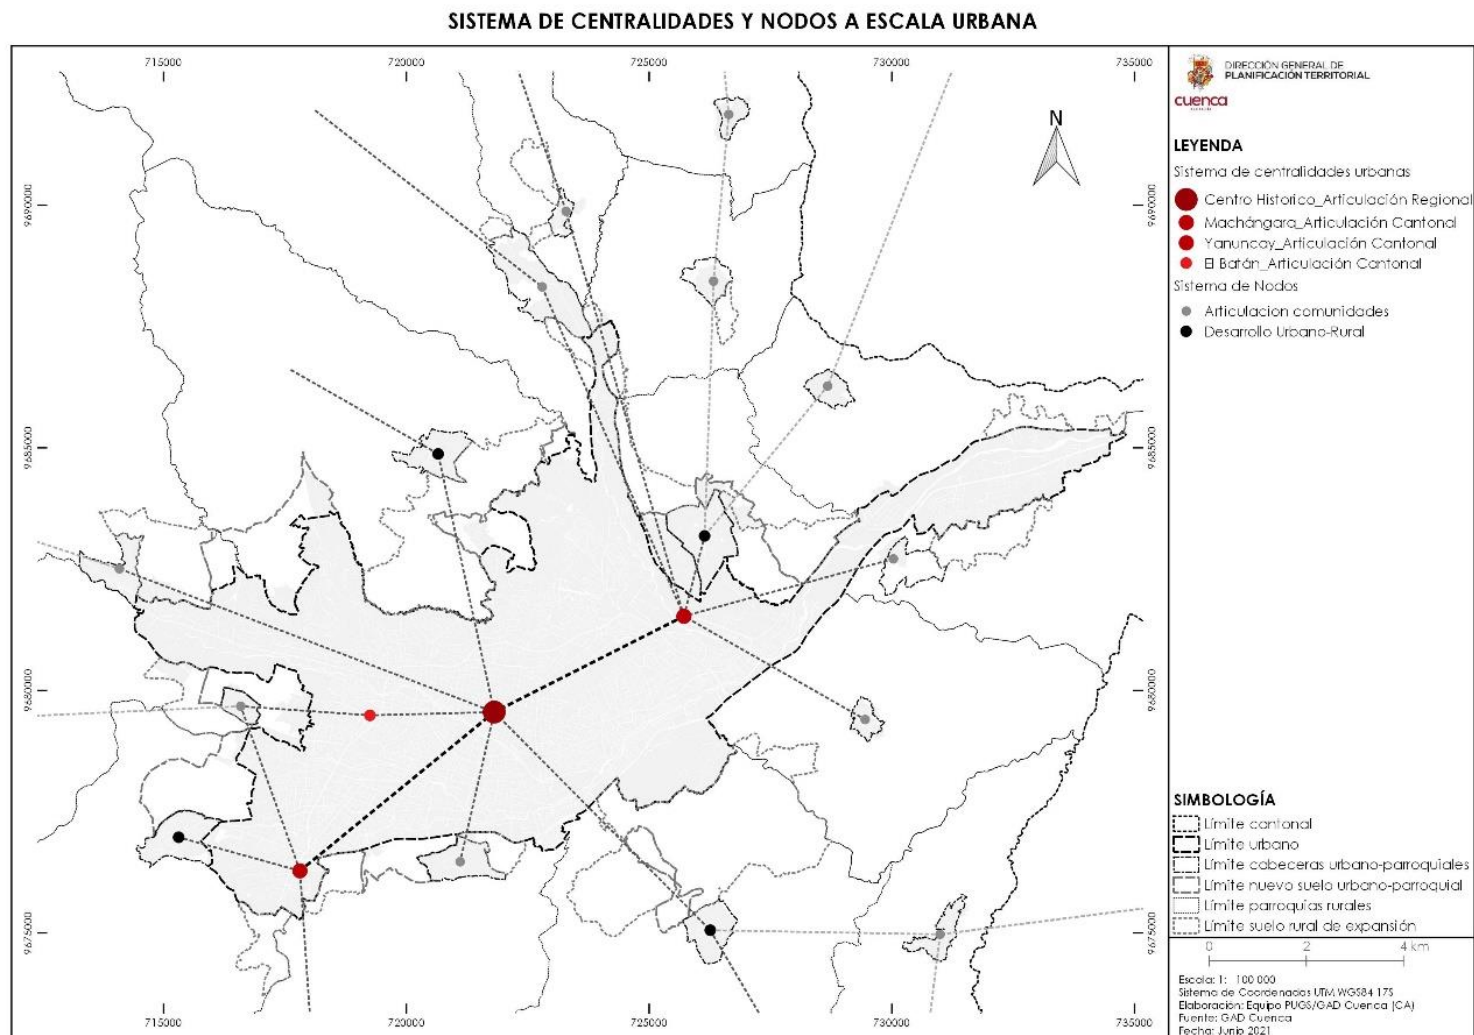 SISTEMA DE CENTRALIDADES Y NODOS A ESCALA URBANA
715000 720000 725000 730000 735000
DIRECCIÓN GENERAL DE
PLANIFICACIÓN TERRITORIAL
cuenca
N
LEYENDA
Sistema de centralidades urbanas
Centro Historico_Articulación Regional
Machángara_Articulación Cantonal
Yanuncay_Articulación Cantonal
El Batán_Articulación Cantonal
Sistema de Nodos
Articulacion comunidades
Desarrollo Urbano-Rural
9690000 9690000
9685000 9685000
9680000 9680000
9675000 9675000
SIMBOLOGÍA
Límite cantonal
Límite urbano
Límite cabeceras urbano-parroquiales
Límite nuevo suelo urbano-parroquial
Límite parroquias rurales
Límite suelo rural de expansión
0 2 4 km
Escala: 1: 100 000
Sistema de Coordenadas UTM WGS84 17S
Elaboración: Equipo PUGS/GAD Cuenca (CA)
Fuente: GAD Cuenca
Fecha: Junio 2021
715000 720000 725000 730000 735000